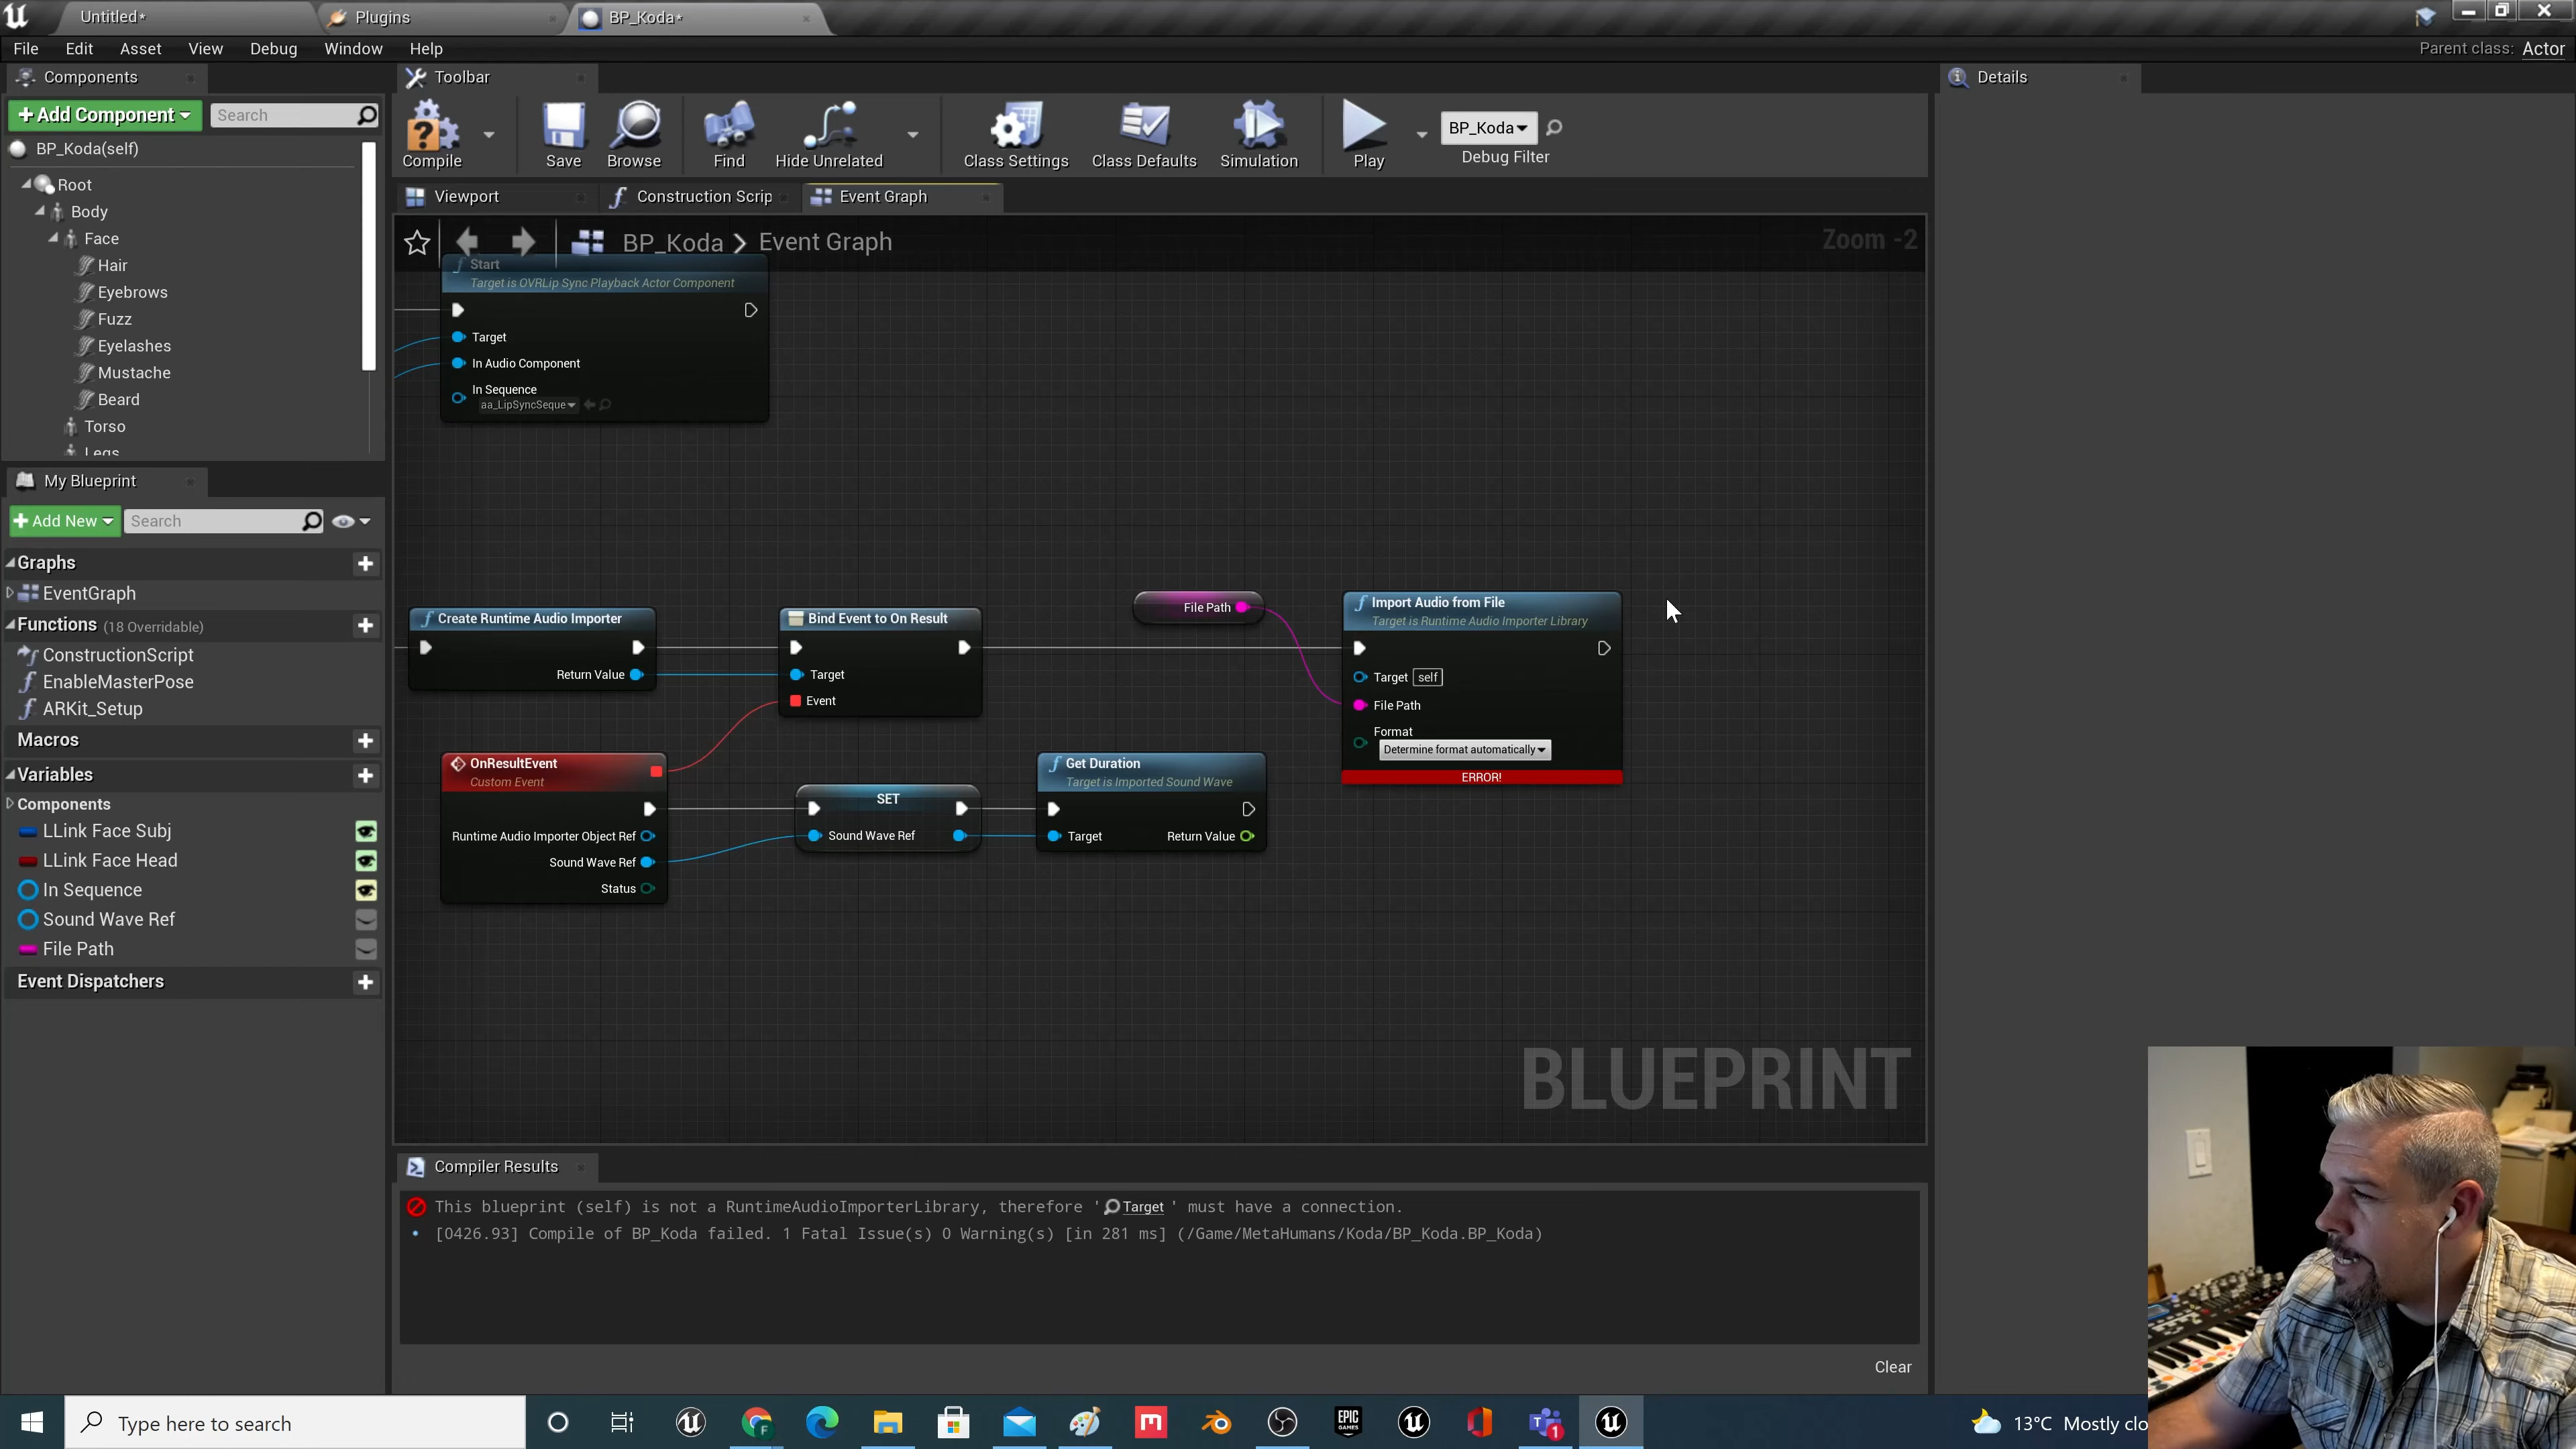 Untitled*
Plugins
BP_Koda*
File Edit Asset View Debug Window Help
Parent class: Actor
Components
Toolbar
Details
+Add Component
Search
BP_Koda(self)
Root
Body
Face
Hair
Eyebrows
Fuzz
Eyelashes
Mustache
Beard
Torso
Legs
Compile
Save
Browse
Find
Hide Unrelated
Class Settings
Class Defaults
Simulation
Play
BP_Koda
Debug Filter
Viewport
Construction Scrip
Event Graph
BP_Koda > Event Graph
Zoom -2
Start
Target is OVRLip Sync Playback Actor Component
Target
In Audio Component
In Sequence
aa_LipSyncSeque
My Blueprint
+ Add New
Search
Graphs
EventGraph
Functions (18 Overridable)
ConstructionScript
EnableMasterPose
ARKit_Setup
Macros
Variables
Components
LLink Face Subj
LLink Face Head
In Sequence
Sound Wave Ref
File Path
Event Dispatchers
Create Runtime Audio Importer
Return Value
Bind Event to On Result
Target
Event
File Path
Import Audio from File
Target is Runtime Audio Importer Library
Target self
File Path
Format
Determine format automatically
ERROR!
OnResultEvent
Custom Event
Runtime Audio Importer Object Ref
Sound Wave Ref
Status
SET
Sound Wave Ref
Get Duration
Target is Imported Sound Wave
Target
Return Value
BLUEPRINT
Compiler Results
This blueprint (self) is not a RuntimeAudioImporterLibrary, therefore ' Target ' must have a connection.
[0426.93] Compile of BP_Koda failed. 1 Fatal Issue(s) 0 Warning(s) [in 281 ms] (/Game/MetaHumans/Koda/BP_Koda.BP_Koda)
Clear
Type here to search
EPIC GAMES
1
13°C Mostly clo